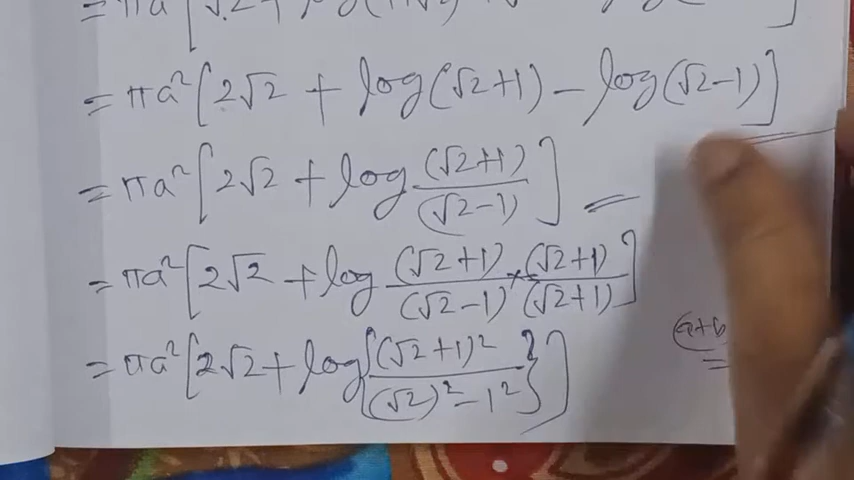 = πa² [2√2 + log(√2+1) − log(√2−1)]
= πa² [2√2 + log (√2+1)/(√2−1)] =
= πa² [2√2 + log (√2+1)/(√2−1) × (√2+1)/(√2+1)]
(a+b
= πa² [2√2 + log{(√2+1)²/((√2)²−1²)}]